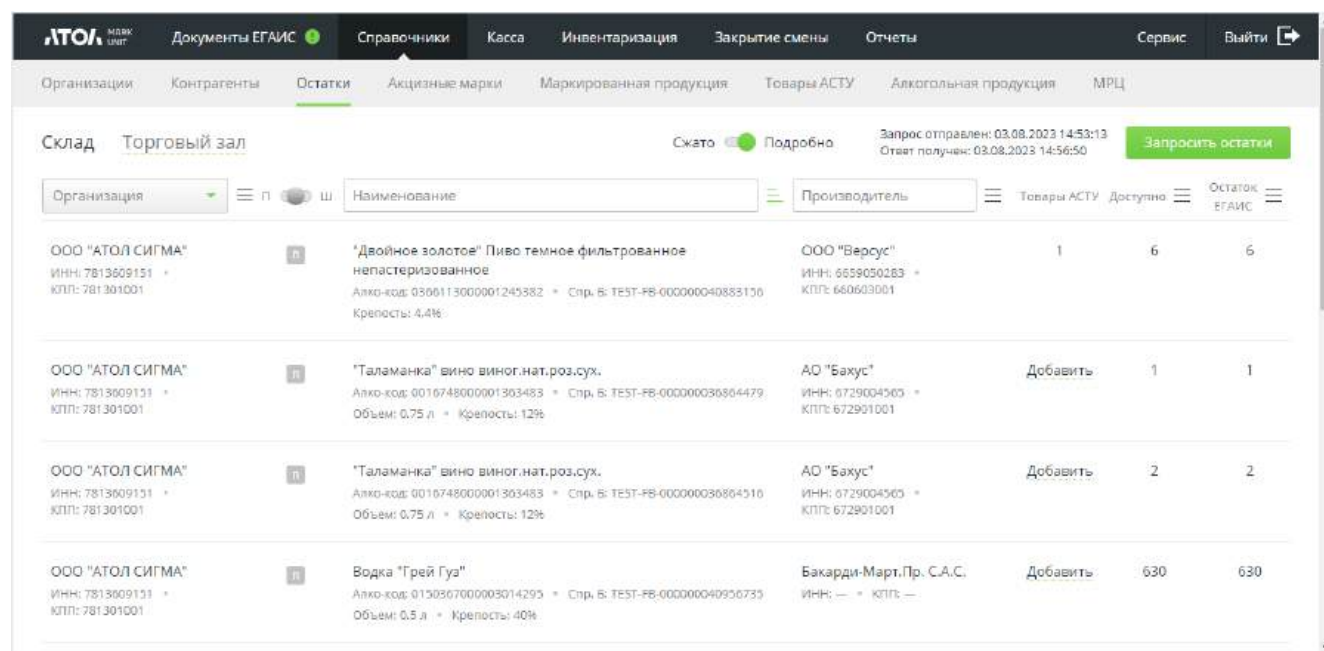 АТОЛ MARK UNIT Документы ЕГАИС Справочники Касса Инвентаризация Закрытие смены Отчеты Сервис Выйти
Организации Контрагенты Остатки Акцизные марки Маркированная продукция Товары АСТУ Алкогольная продукция МРЦ
Склад Торговый зал Сжато Подробно Запрос отправлен: 03.08.2023 14:53:13 Запросить остатки
Ответ получен: 03.08.2023 14:56:50
Организация П Ш Наименование Производитель Товары АСТУ Доступно Остаток ЕГАИС
ООО "АТОЛ СИГМА" п "Двойное золотое" Пиво темное фильтрованное ООО "Версус" 1 6 6
ИНН: 7813609151 непастеризованное ИНН: 6659050283
КПП: 781301001 Алко-код: 0366113000001245382 Спр. Б: TEST-FB-000000040883156 КПП: 660603001
Крепость: 4.4%
ООО "АТОЛ СИГМА" п "Таламанка" вино виног.нат.роз.сух. АО "Бахус" Добавить 1 1
ИНН: 7813609151 Алко-код: 0016748000001363483 Спр. Б: TEST-FB-000000036864479 ИНН: 6729004565
КПП: 781301001 Объем: 0.75 л Крепость: 12% КПП: 672901001
ООО "АТОЛ СИГМА" п "Таламанка" вино виног.нат.роз.сух. АО "Бахус" Добавить 2 2
ИНН: 7813609151 Алко-код: 0016748000001363483 Спр. Б: TEST-FB-000000036864516 ИНН: 6729004565
КПП: 781301001 Объем: 0.75 л Крепость: 12% КПП: 672901001
ООО "АТОЛ СИГМА" п Водка "Грей Гуз" Бакарди-Март.Пр. С.А.С. Добавить 630 630
ИНН: 7813609151 Алко-код: 0150367000003014295 Спр. Б: TEST-FB-000000040956735 ИНН: — КПП: —
КПП: 781301001 Объем: 0.5 л Крепость: 40%